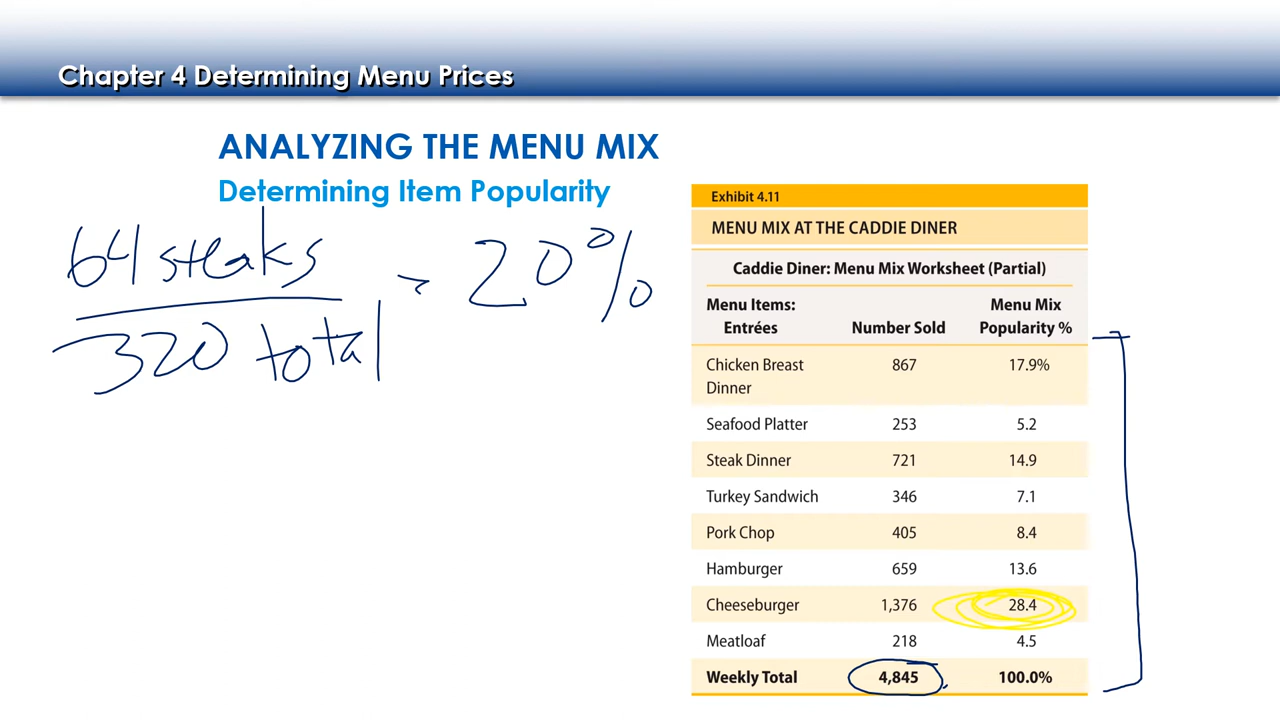 Chapter 4 Determining Menu Prices
ANALYZING THE MENU MIX
Determining Item Popularity
64 steaks
320 total
= 20%
Exhibit 4.11
MENU MIX AT THE CADDIE DINER
Caddie Diner: Menu Mix Worksheet (Partial)
Menu Items: Menu Mix
Entrées Number Sold Popularity %
Chicken Breast 867 17.9%
Dinner
Seafood Platter 253 5.2
Steak Dinner 721 14.9
Turkey Sandwich 346 7.1
Pork Chop 405 8.4
Hamburger 659 13.6
Cheeseburger 1,376 28.4
Meatloaf 218 4.5
Weekly Total 4,845 100.0%